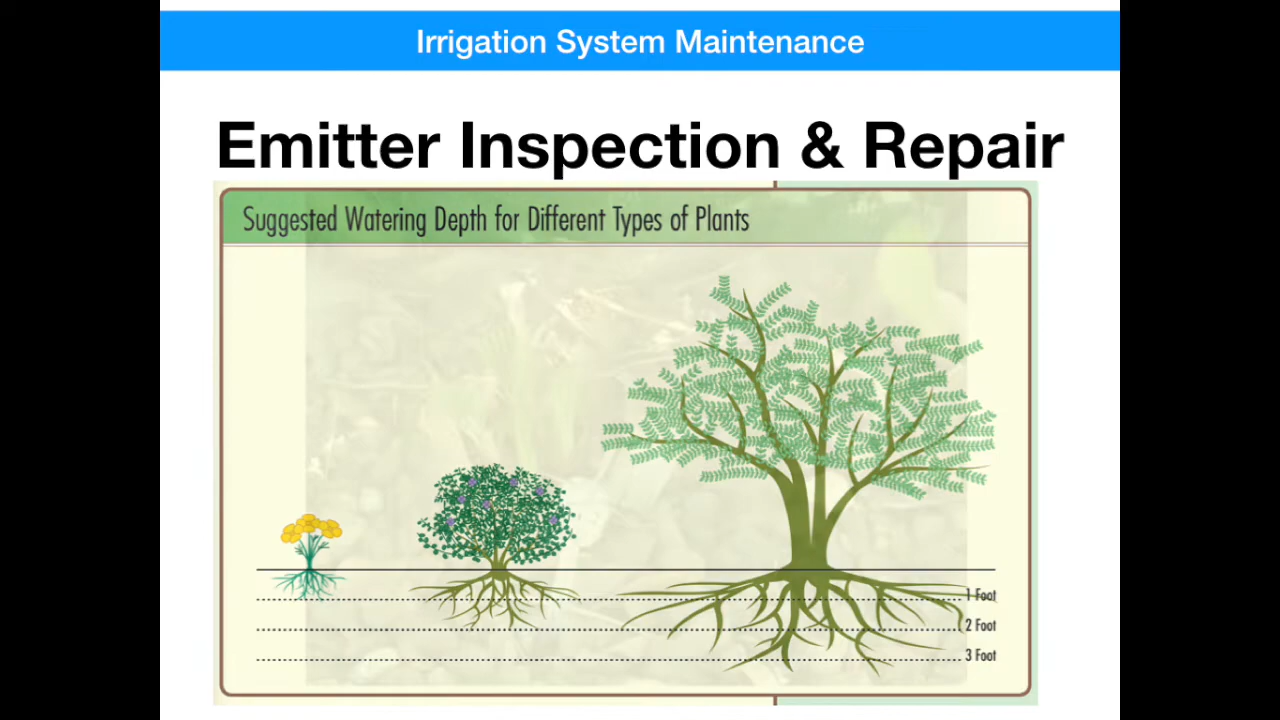 Irrigation System Maintenance
Emitter Inspection & Repair
Suggested Watering Depth for Different Types of Plants
1 Foot
2 Foot
3 Foot